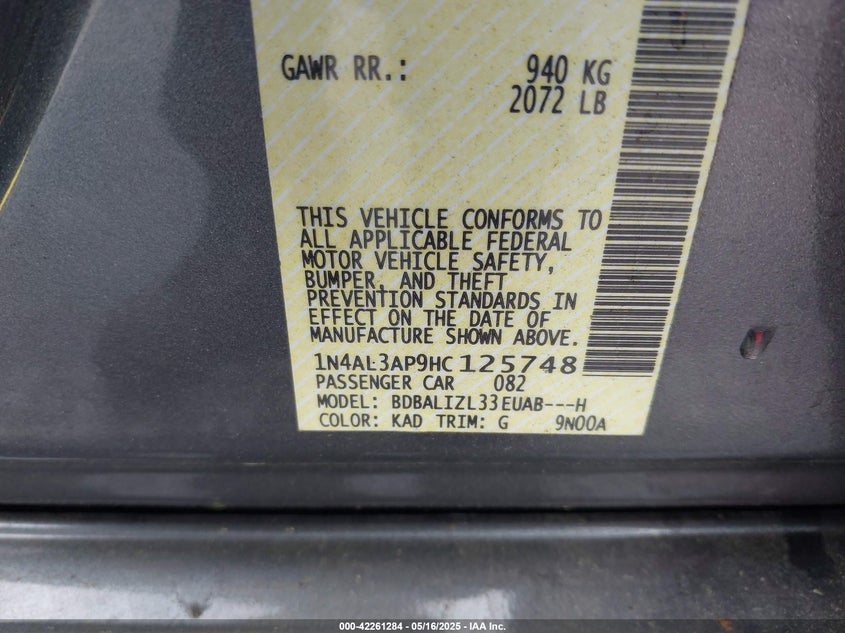 GAWR RR.: 940 KG
2072 LB
THIS VEHICLE CONFORMS TO
ALL APPLICABLE FEDERAL
MOTOR VEHICLE SAFETY,
BUMPER, AND THEFT
PREVENTION STANDARDS IN
EFFECT ON THE DATE OF
MANUFACTURE SHOWN ABOVE.
1N4AL3AP9HC125748
PASSENGER CAR 082
MODEL: BDBALIZL33EUAB---H
COLOR: KAD TRIM: G 9N00A
000-42261284 - 05/16/2025 - IAA Inc.